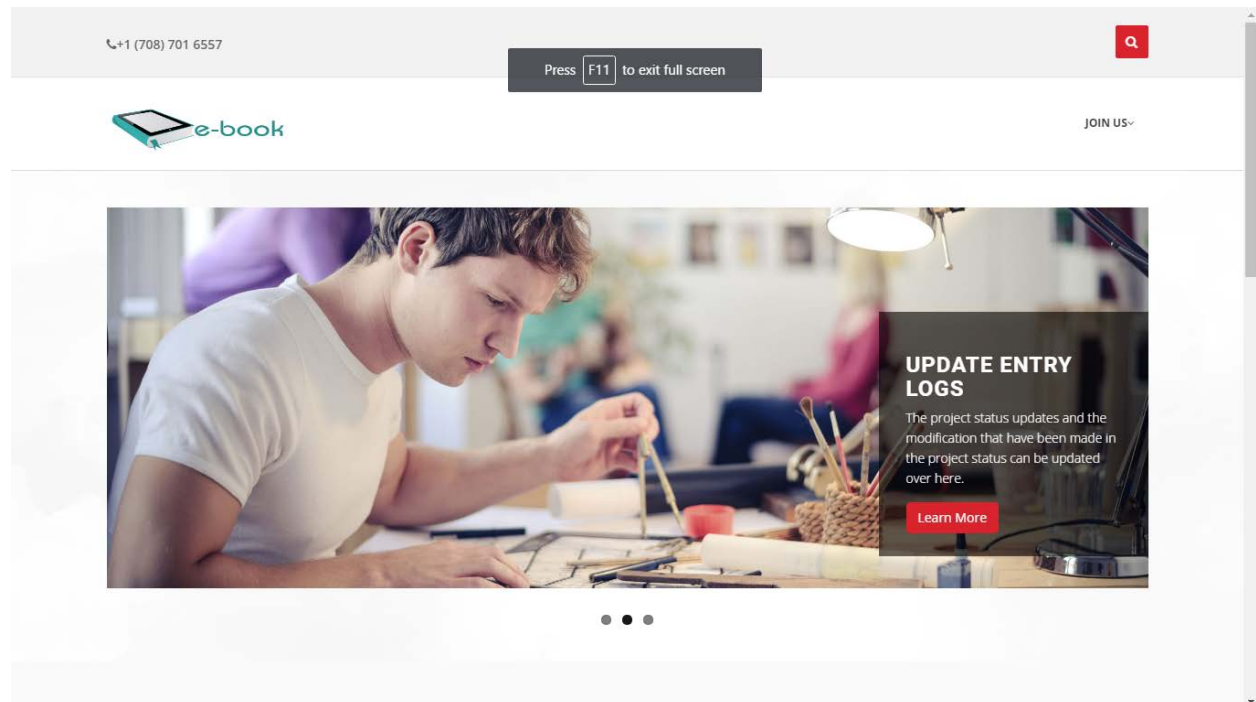 +1 (708) 701 6557
Press F11 to exit full screen
e-book
JOIN US
UPDATE ENTRY
LOGS
The project status updates and the
modification that have been made in
the project status can be updated
over here.
Learn More